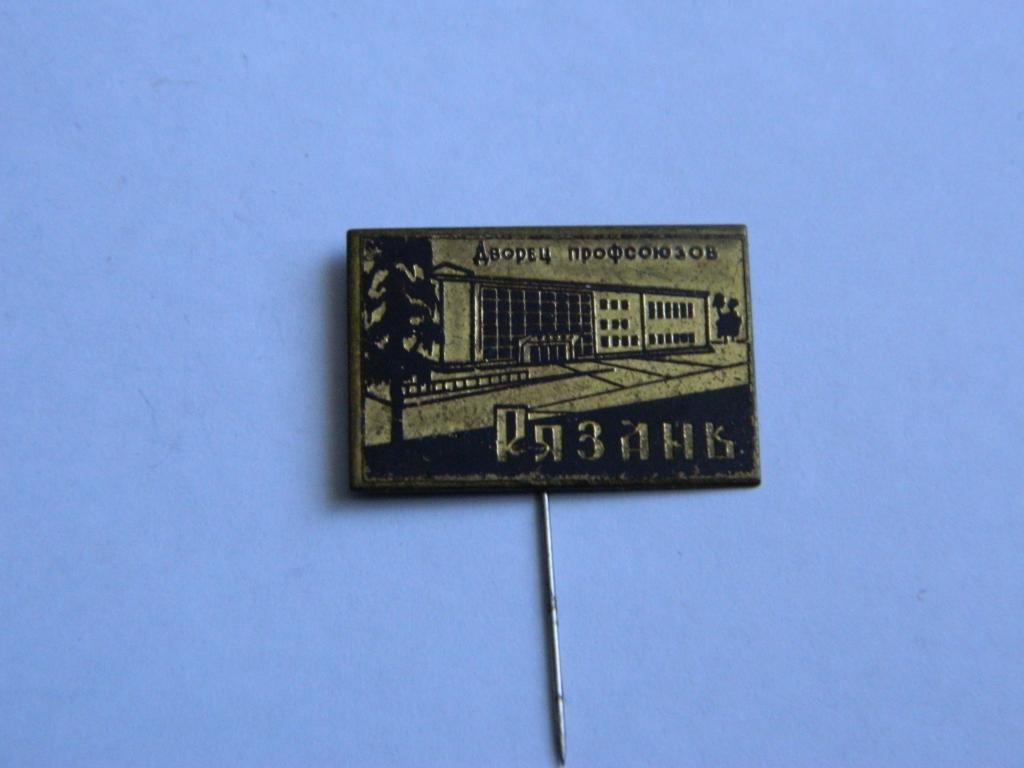 Дворец профсоюзов
Рязань